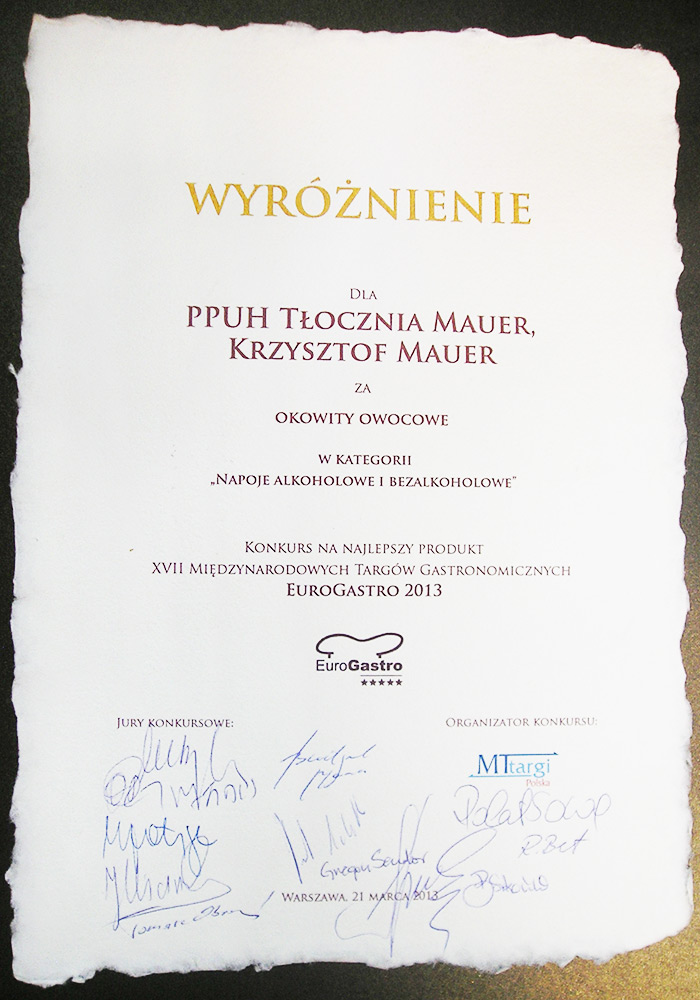 WYRÓŻNIENIE
DLA
PPUH TŁOCZNIA MAUER,
KRZYSZTOF MAUER
ZA
OKOWITY OWOCOWE
W KATEGORII
„NAPOJE ALKOHOLOWE I BEZALKOHOLOWE”
KONKURS NA NAJLEPSZY PRODUKT
XVII MIĘDZYNARODOWYCH TARGÓW GASTRONOMICZNYCH
EUROGASTRO 2013
EuroGastro
★★★★★
JURY KONKURSOWE:
ORGANIZATOR KONKURSU:
MTtargi
Polska
WARSZAWA, 21 MARCA 2013